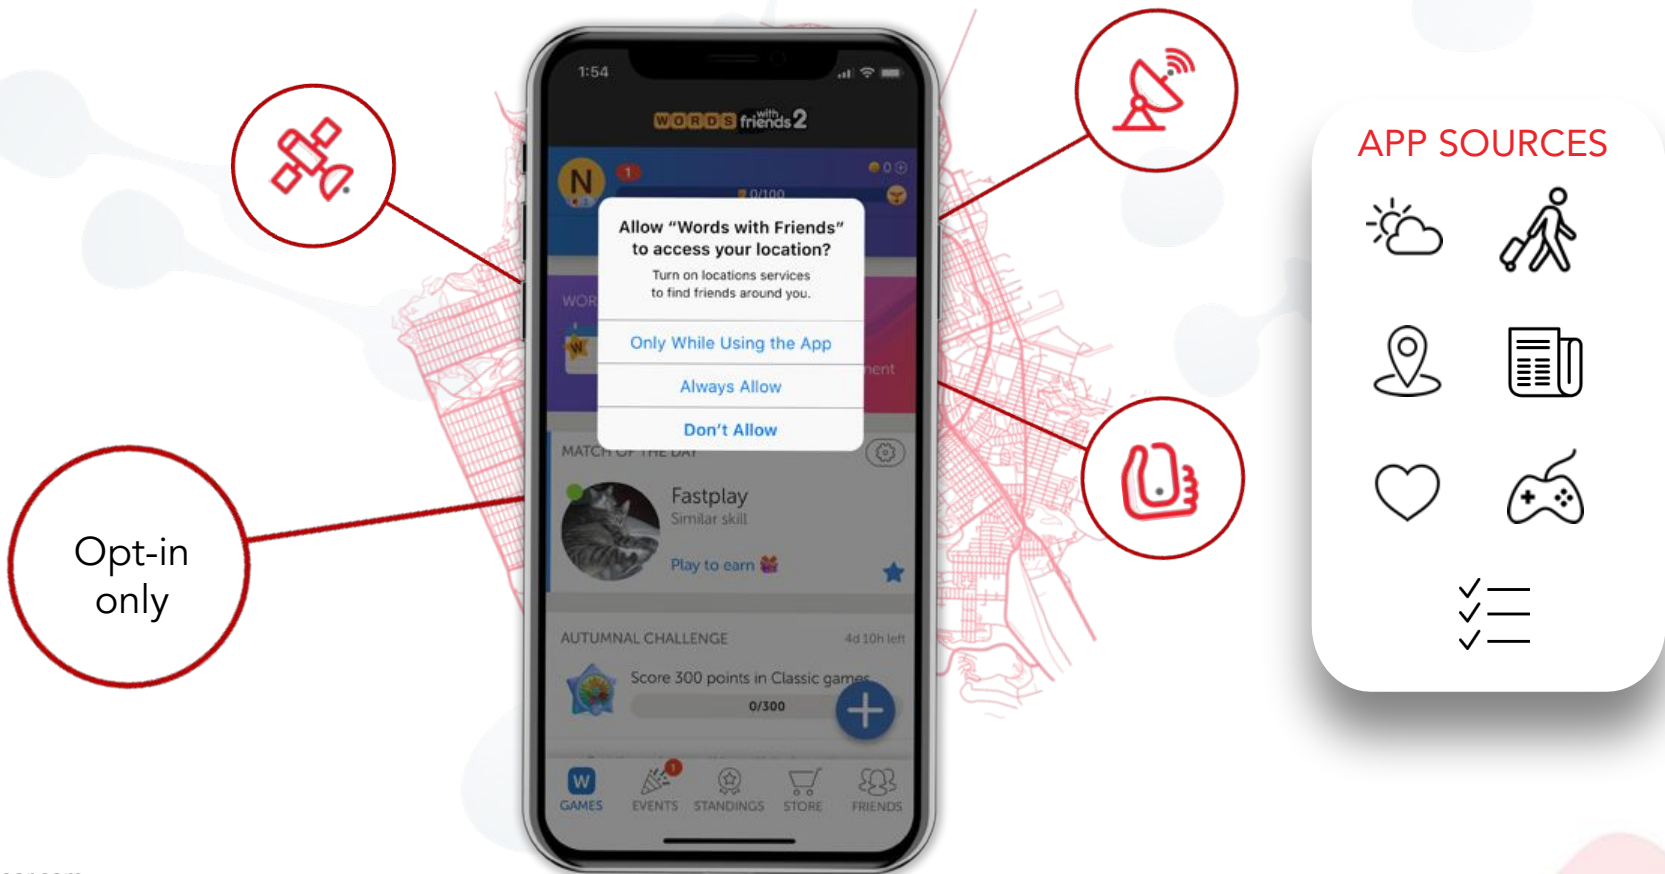 1:54
WORDS with friends 2
N
1
0
0/100
Allow “Words with Friends”
to access your location?
Turn on locations services
to find friends around you.
Only While Using the App
Always Allow
Don’t Allow
MATCH OF THE DAY
Fastplay
Similar skill
Play to earn
AUTUMNAL CHALLENGE
4d 10h left
Score 300 points in Classic games
0/300
W
1
GAMES
EVENTS
STANDINGS
STORE
FRIENDS
Opt-in
only
APP SOURCES